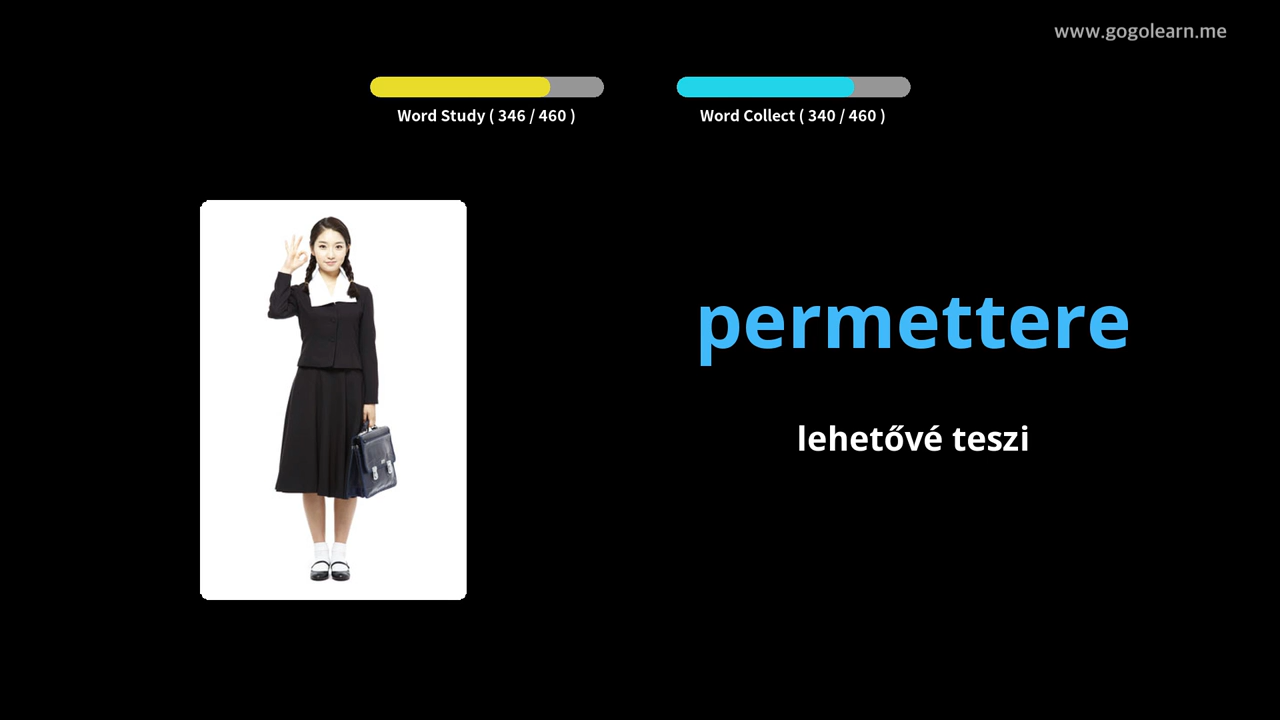 www.gogolearn.me
Word Study ( 346 / 460 )
Word Collect ( 340 / 460 )
permettere
lehetővé teszi